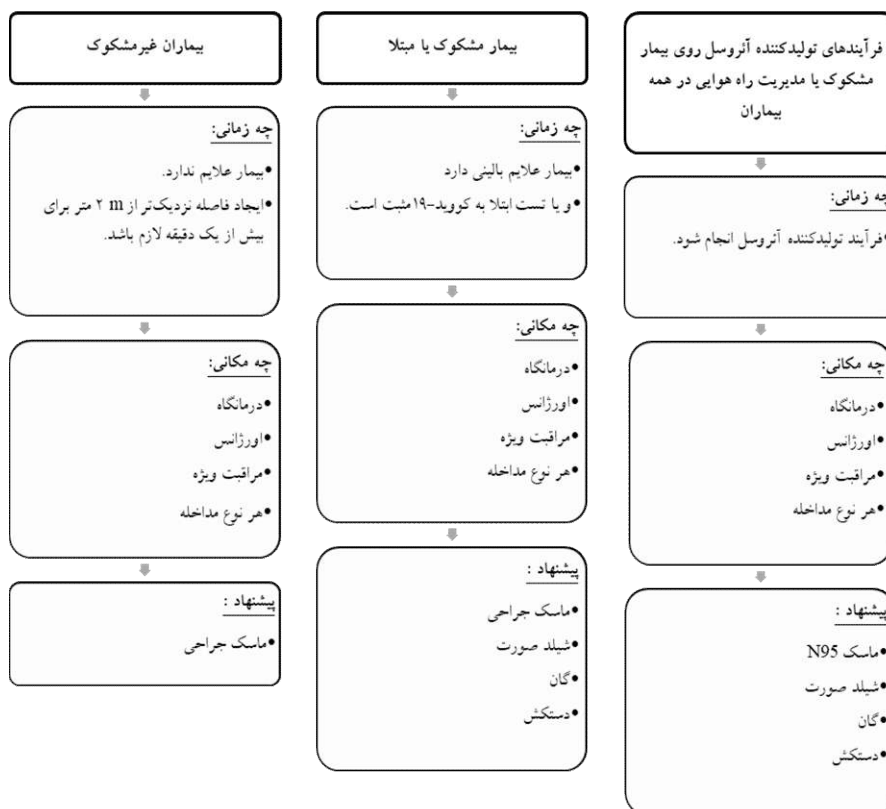 فرآیندهای تولیدکننده آئروسل روی بیمار
مشکوک یا مدیریت راه هوایی در همه
بیماران
چه زمانی:
•فرآیند تولیدکننده آئروسل انجام شود.
چه مکانی:
•درمانگاه
•اورژانس
•مراقبت ویژه
•هر نوع مداخله
پیشنهاد :
•ماسک N95
•شیلد صورت
•گان
•دستکش
بیمار مشکوک یا مبتلا
چه زمانی:
•بیمار علایم بالینی دارد
•و یا تست ابتلا به کووید-۱۹مثبت است.
چه مکانی:
•درمانگاه
•اورژانس
•مراقبت ویژه
•هر نوع مداخله
پیشنهاد :
•ماسک جراحی
•شیلد صورت
•گان
•دستکش
بیماران غیرمشکوک
چه زمانی:
•بیمار علایم ندارد.
•ایجاد فاصله نزدیک‌تر از ۲ m متر برای
بیش از یک دقیقه لازم باشد.
چه مکانی:
•درمانگاه
•اورژانس
•مراقبت ویژه
•هر نوع مداخله
پیشنهاد :
•ماسک جراحی